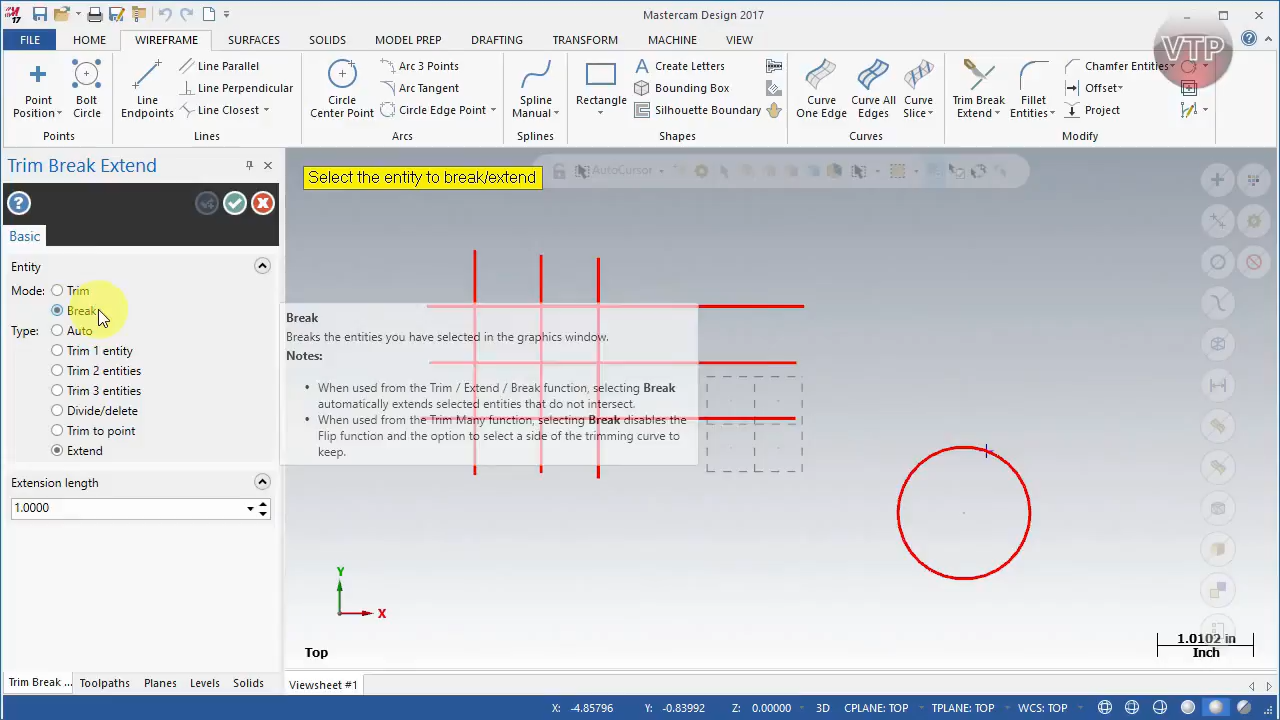 17
Mastercam Design 2017
VTP
FILE HOME WIREFRAME SURFACES SOLIDS MODEL PREP DRAFTING TRANSFORM MACHINE VIEW
Point Position
Bolt Circle
Points
Line Endpoints
Line Parallel
Line Perpendicular
Line Closest
Lines
Circle Center Point
Arc 3 Points
Arc Tangent
Circle Edge Point
Arcs
Spline Manual
Splines
Rectangle
Create Letters
Bounding Box
Silhouette Boundary
Shapes
Curve One Edge
Curve All Edges
Curve Slice
Curves
Trim Break Extend
Fillet Entities
Chamfer Entities
Offset
Project
Modify
Trim Break Extend
Basic
Entity
Mode: Trim
Break
Type: Auto
Trim 1 entity
Trim 2 entities
Trim 3 entities
Divide/delete
Trim to point
Extend
Extension length
1.0000
Select the entity to break/extend
AutoCursor
Break
Breaks the entities you have selected in the graphics window.
Notes:
• When used from the Trim / Extend / Break function, selecting Break
automatically extends selected entities that do not intersect.
• When used from the Trim Many function, selecting Break disables the
Flip function and the option to select a side of the trimming curve to
keep.
Y
X
Top
1.0102 in
Inch
Trim Break ... Toolpaths Planes Levels Solids
Viewsheet #1
X: -4.85796 Y: -0.83992 Z: 0.00000 3D CPLANE: TOP TPLANE: TOP WCS: TOP